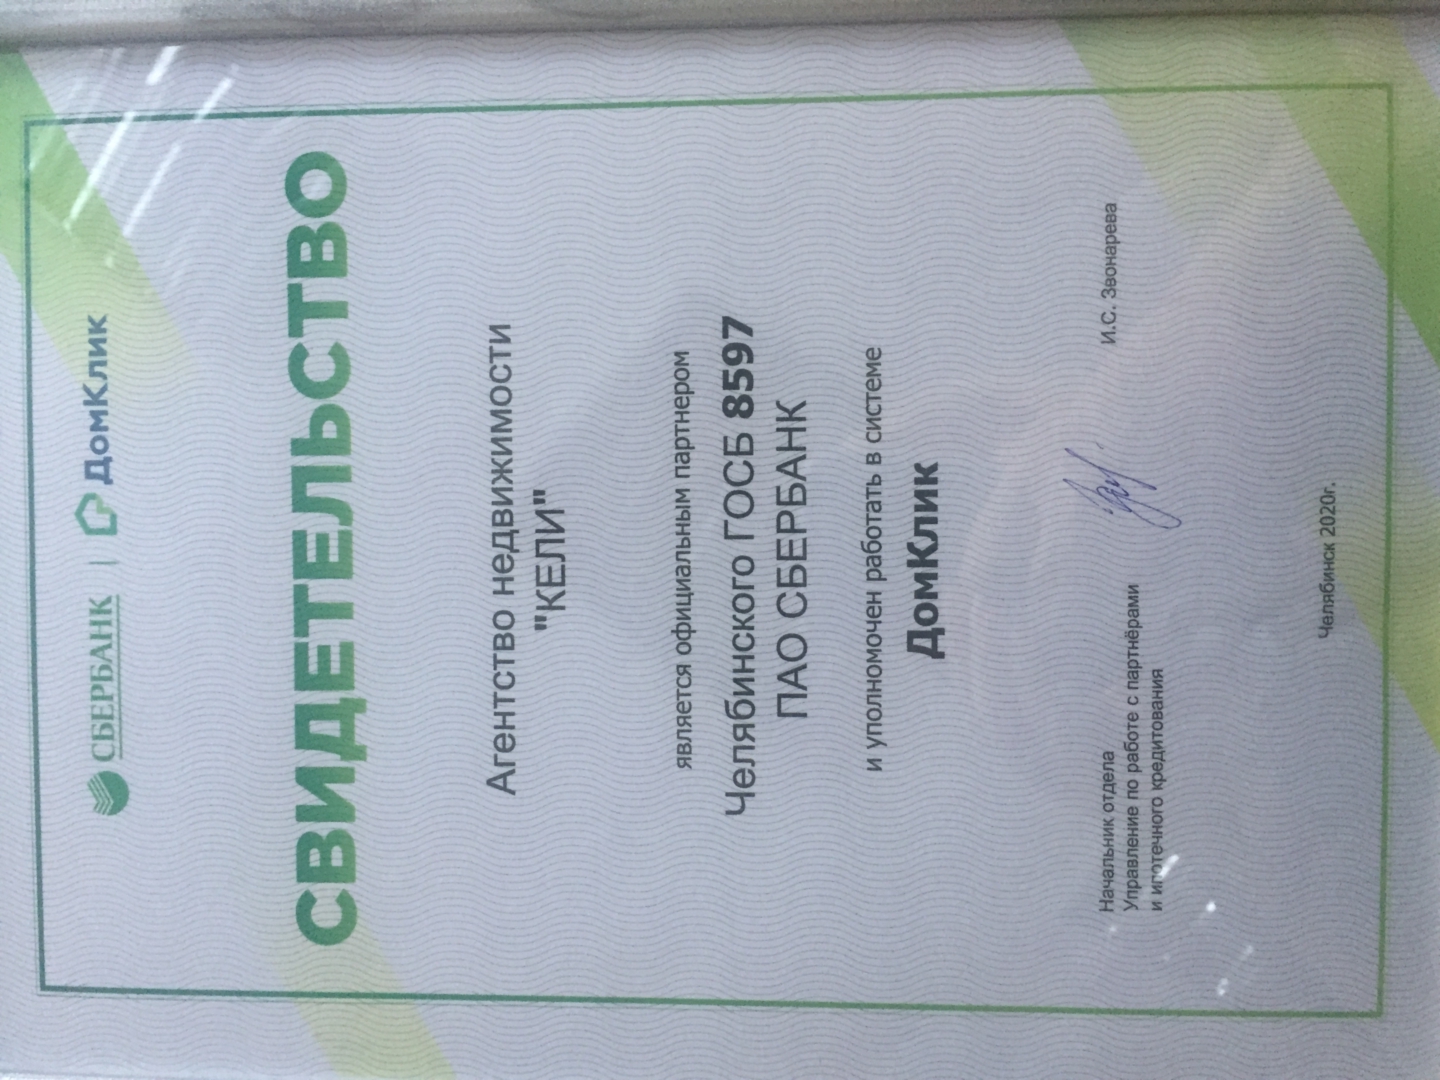 СБЕРБАНК | ДомКлик
СВИДЕТЕЛЬСТВО
Агентство недвижимости
"КЕЛИ"
является официальным партнером
Челябинского ГОСБ 8597
ПАО СБЕРБАНК
и уполномочен работать в системе
ДомКлик
Начальник отдела
Управление по работе с партнёрами
и ипотечного кредитования
И.С. Звонарева
Челябинск 2020г.